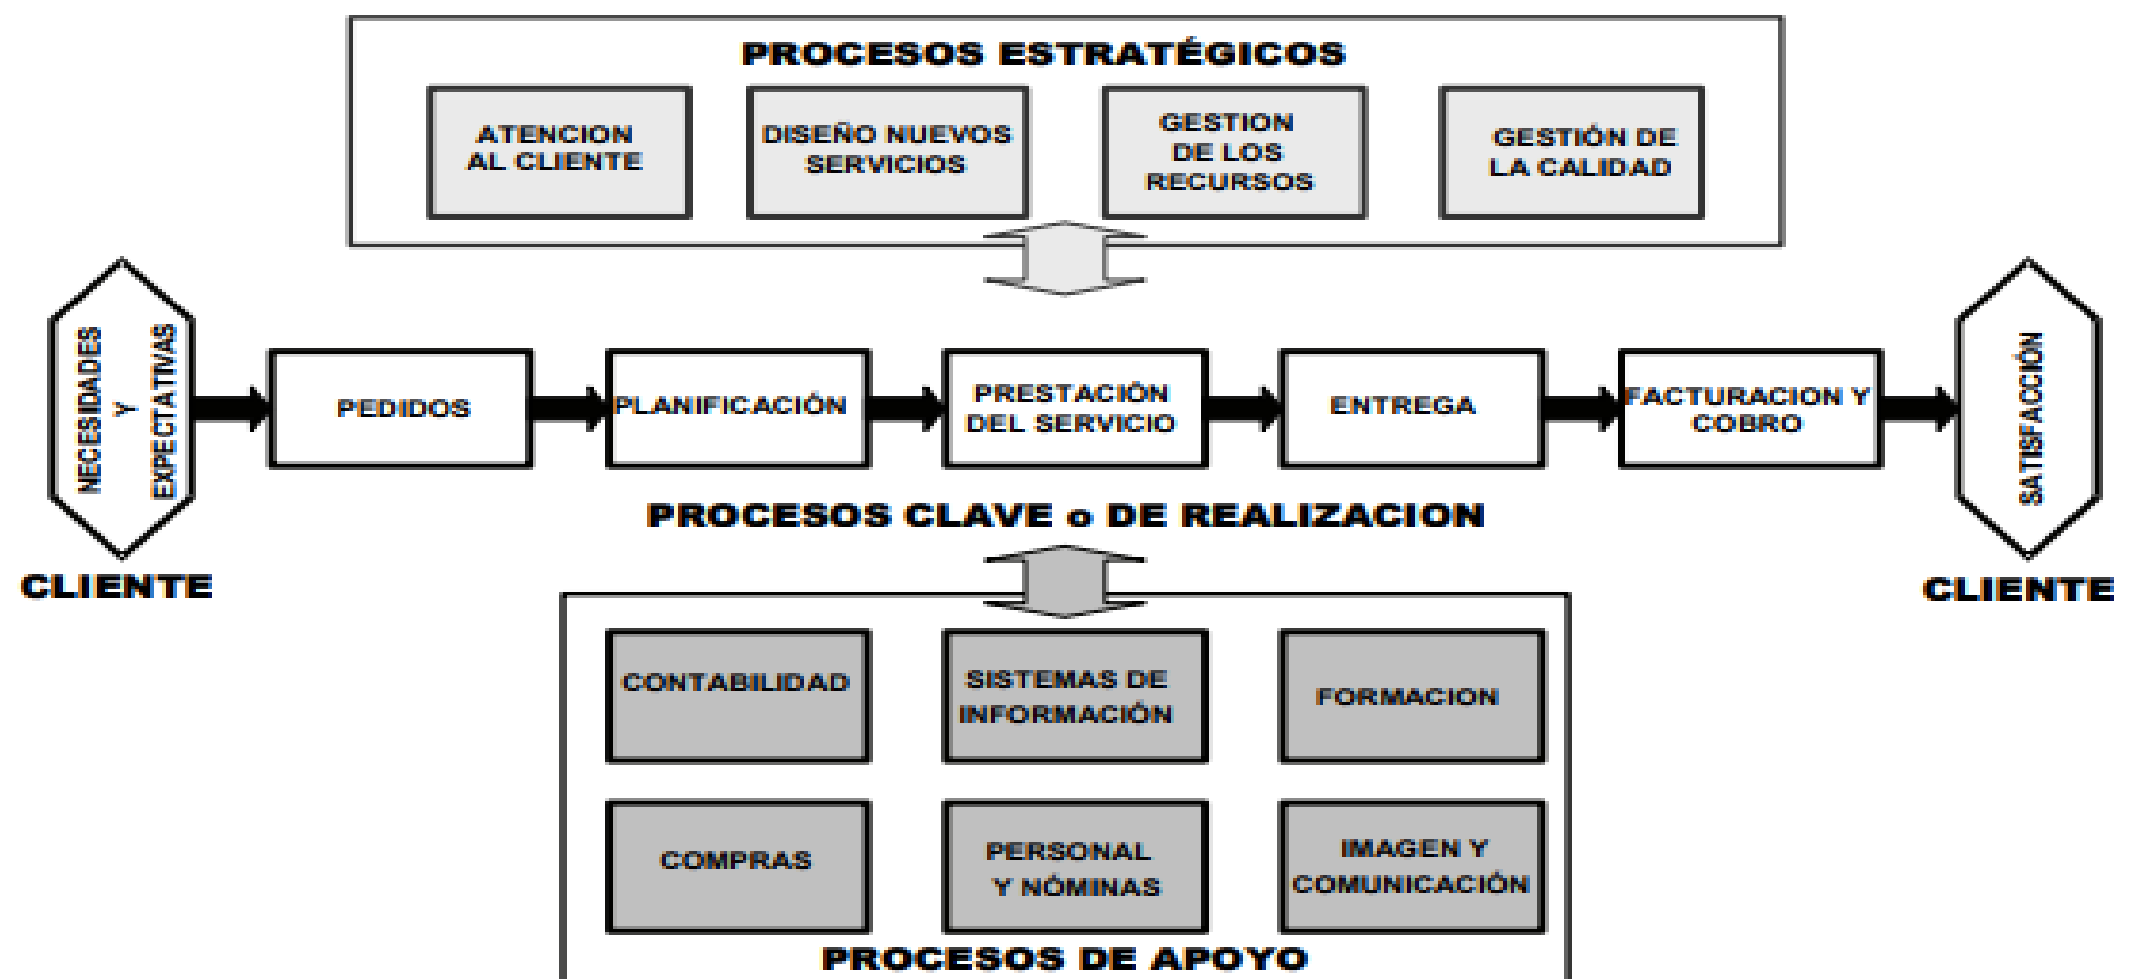 PROCESOS ESTRATÉGICOS
ATENCION
AL CLIENTE
DISEÑO NUEVOS
SERVICIOS
GESTION
DE LOS
RECURSOS
GESTIÓN DE
LA CALIDAD
NECESIDADES
Y
EXPECTATIVAS
CLIENTE
PEDIDOS
PLANIFICACIÓN
PRESTACIÓN
DEL SERVICIO
ENTREGA
FACTURACION Y
COBRO
SATISFACCIÓN
CLIENTE
PROCESOS CLAVE o DE REALIZACION
CONTABILIDAD
SISTEMAS DE
INFORMACIÓN
FORMACION
COMPRAS
PERSONAL
Y NÓMINAS
IMAGEN Y
COMUNICACIÓN
PROCESOS DE APOYO